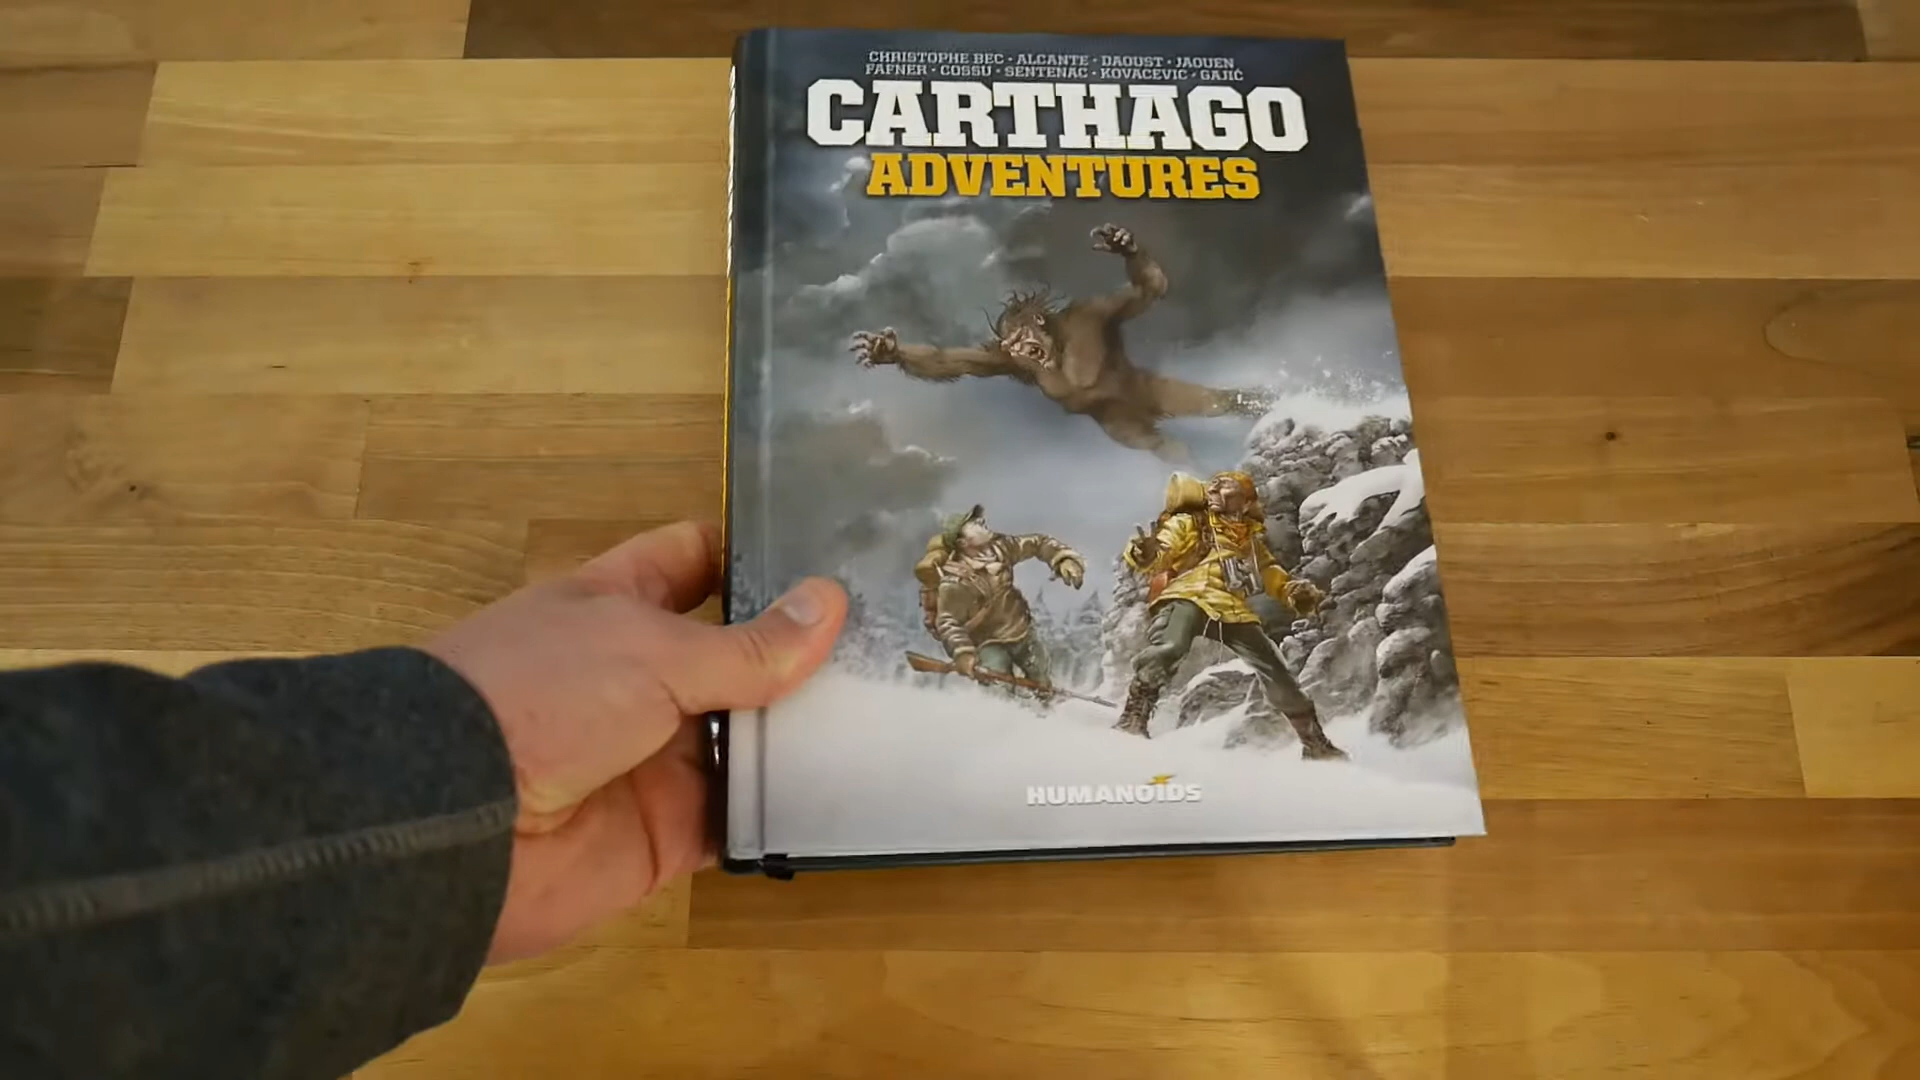 CHRISTOPHE BEC • ALCANTE • DAOUST • JAOUEN
FAFNER • COSSU • SENTENAC • KOVACEVIC • GAJIĆ
CARTHAGO
ADVENTURES
HUMANOIDS